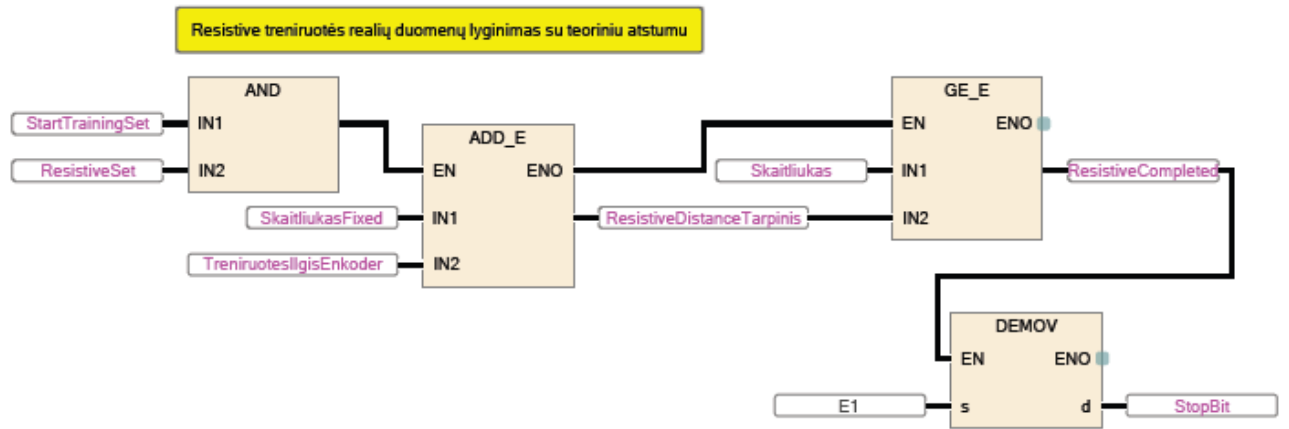 Resistive treniruotės realių duomenų lyginimas su teoriniu atstumu
AND
StartTrainingSet
IN1
ResistiveSet
IN2
ADD_E
EN
ENO
SkaitliukasFixed
IN1
ResistiveDistanceTarpinis
TreniruotesIlgisEnkoder
IN2
GE_E
EN
ENO
Skaitliukas
IN1
ResistiveCompleted
IN2
DEMOV
EN
ENO
E1
s
d
StopBit